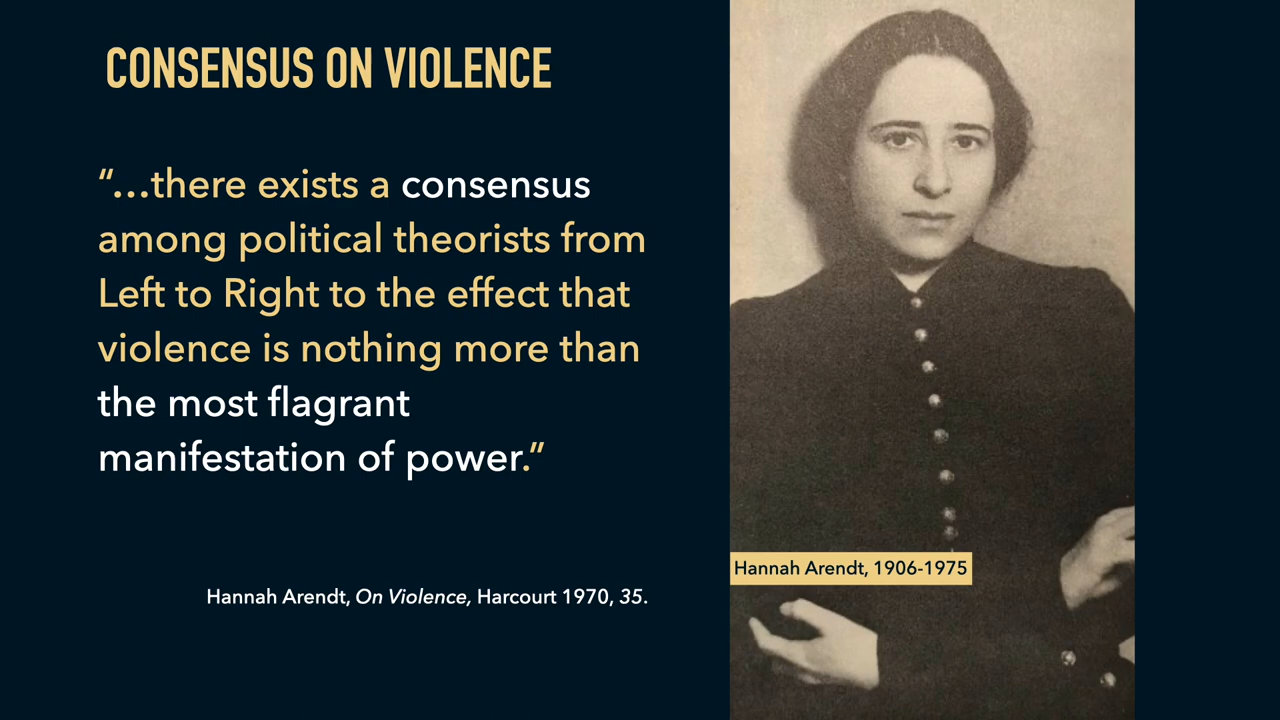 CONSENSUS ON VIOLENCE
“…there exists a consensus
among political theorists from
Left to Right to the effect that
violence is nothing more than
the most flagrant
manifestation of power.”
Hannah Arendt, On Violence, Harcourt 1970, 35.
Hannah Arendt, 1906-1975